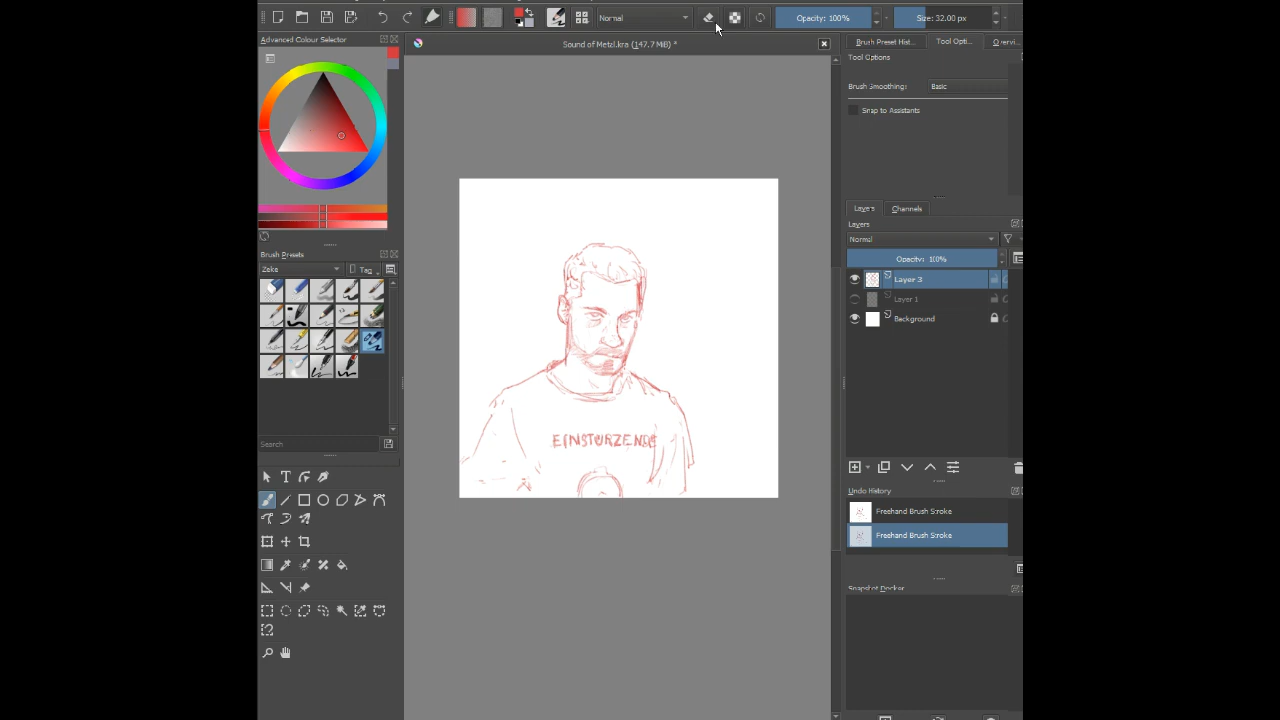 Normal
Opacity: 100%
Size: 32.00 px
Advanced Colour Selector
Sound of Metal.kra (147.7 MiB) *
Brush Preset Hist...
Tool Opti...
Overvi...
Tool Options
Brush Smoothing:
Basic
Snap to Assistants
Layers
Channels
Layers
Normal
Opacity: 100%
Layer 3
Layer 1
Background
Brush Presets
Zeke
Tag
Search
EINSTURZENDE
Undo History
Freehand Brush Stroke
Freehand Brush Stroke
Snapshot Docker